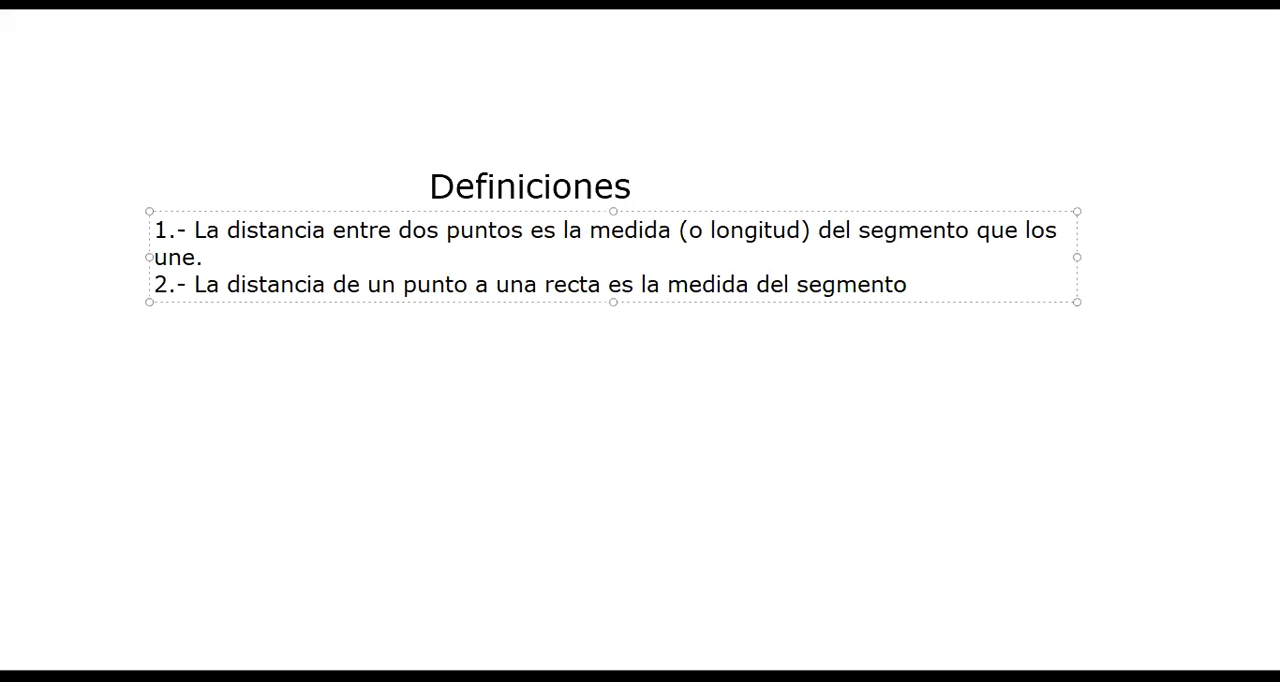 Definiciones
1.- La distancia entre dos puntos es la medida (o longitud) del segmento que los
une.
2.- La distancia de un punto a una recta es la medida del segmento